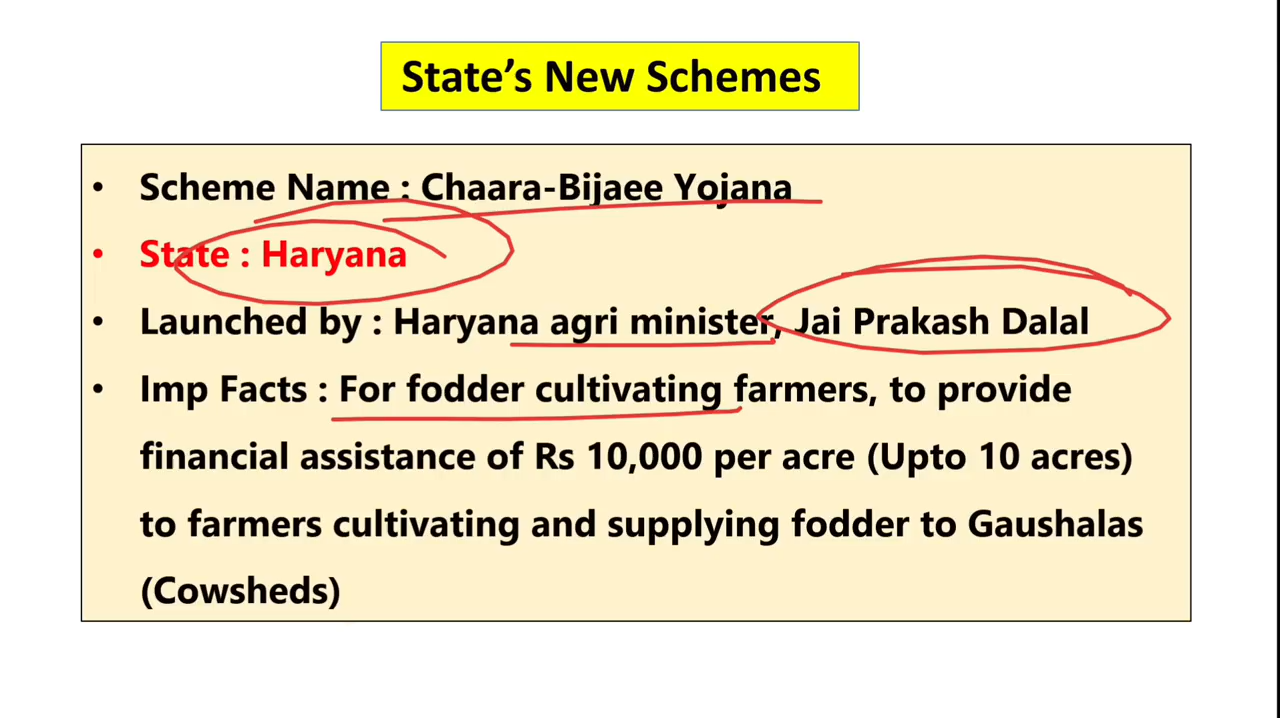 State's New Schemes
• Scheme Name : Chaara-Bijaee Yojana
• State : Haryana
• Launched by : Haryana agri minister, Jai Prakash Dalal
• Imp Facts : For fodder cultivating farmers, to provide
financial assistance of Rs 10,000 per acre (Upto 10 acres)
to farmers cultivating and supplying fodder to Gaushalas
(Cowsheds)